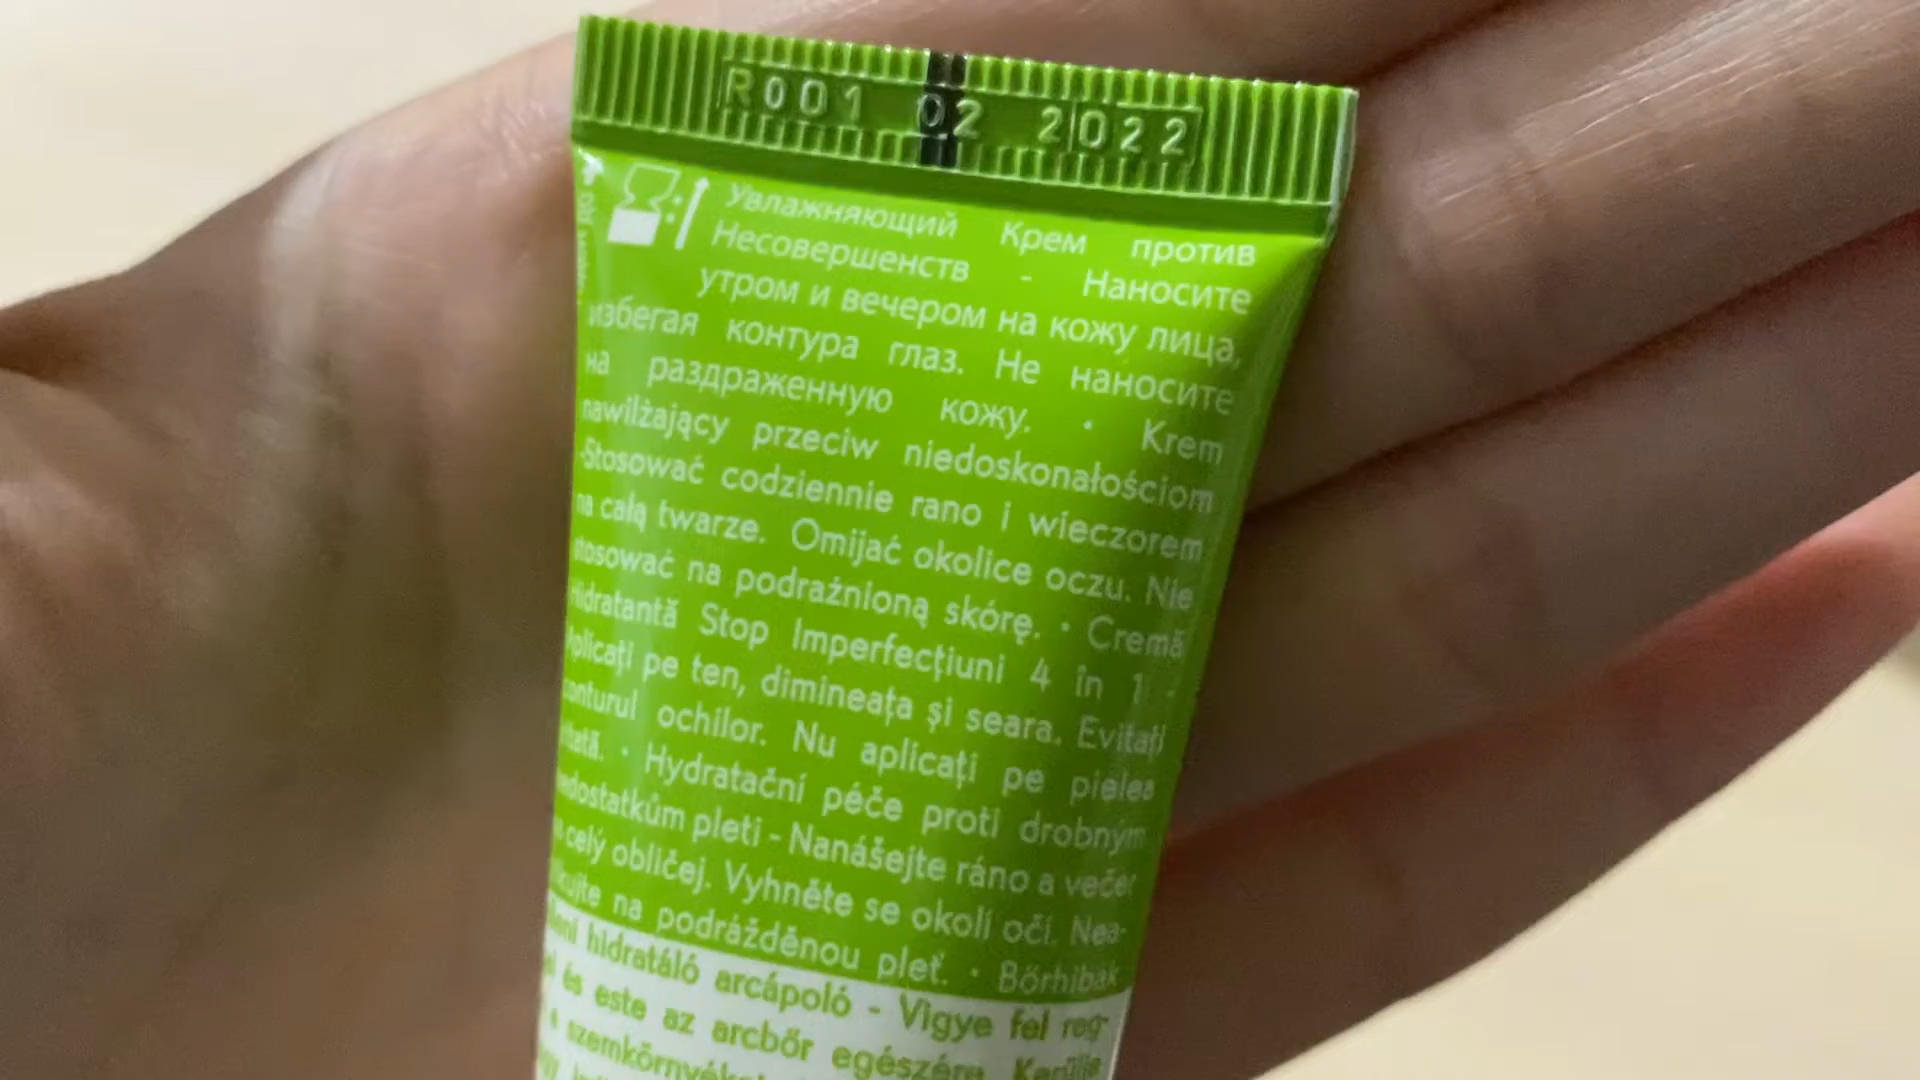 R001 02 2022
Увлажняющий Крем против
Несовершенств - Наносите
утром и вечером на кожу лица,
избегая контура глаз. Не наносите
на раздраженную кожу. • Krem
nawilżający przeciw niedoskonałościom
-Stosować codziennie rano i wieczorem
na całą twarze. Omijać okolice oczu. Nie
stosować na podrażnioną skórę. • Cremă
Hidratantă Stop Imperfecțiuni 4 în 1 -
Aplicați pe ten, dimineața și seara. Evitați
conturul ochilor. Nu aplicați pe pielea
• Hydratační péče proti drobným
nedostatkům pleti - Nanášejte ráno a večer
celý obličej. Vyhněte se okolí očí. Nea-
na podrážděnou pleť. • Bőrhibák
hidratáló arcápoló - Vigye fel reg-
és este az arcbőr egészére. Kerülje